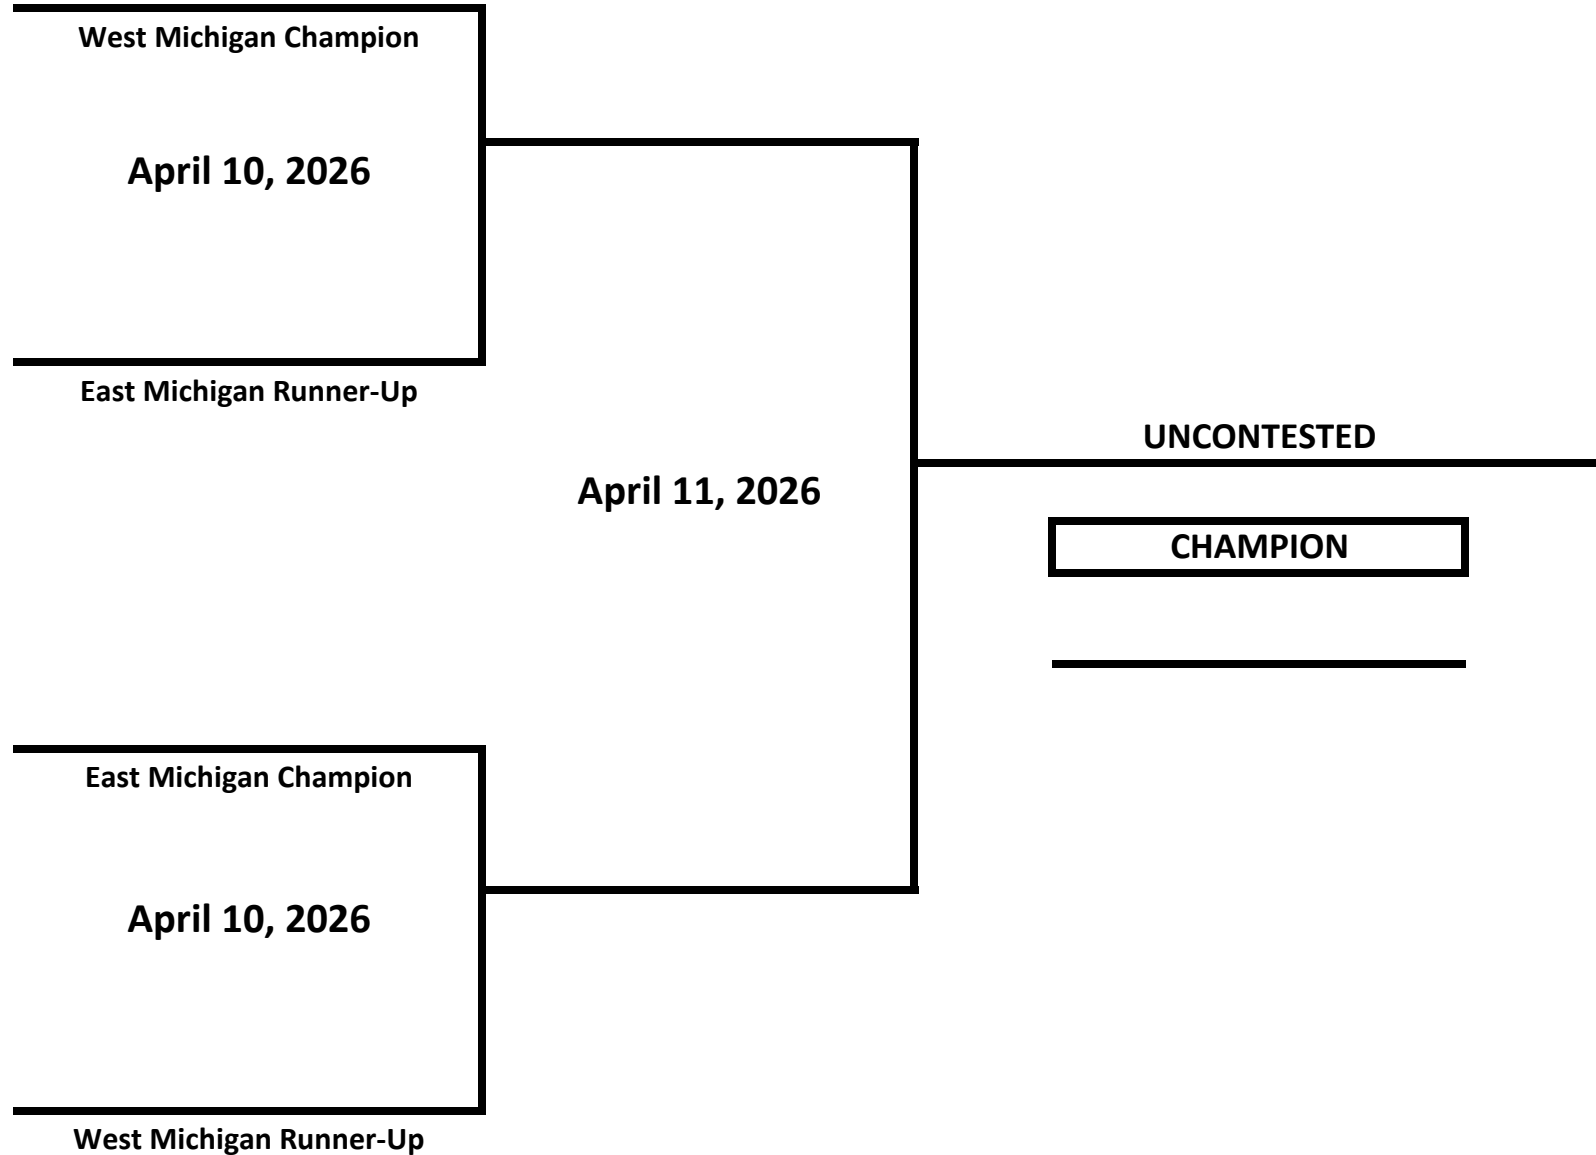 West Michigan Champion
April 10, 2026
East Michigan Runner-Up
UNCONTESTED
April 11, 2026
CHAMPION
East Michigan Champion
April 10, 2026
West Michigan Runner-Up